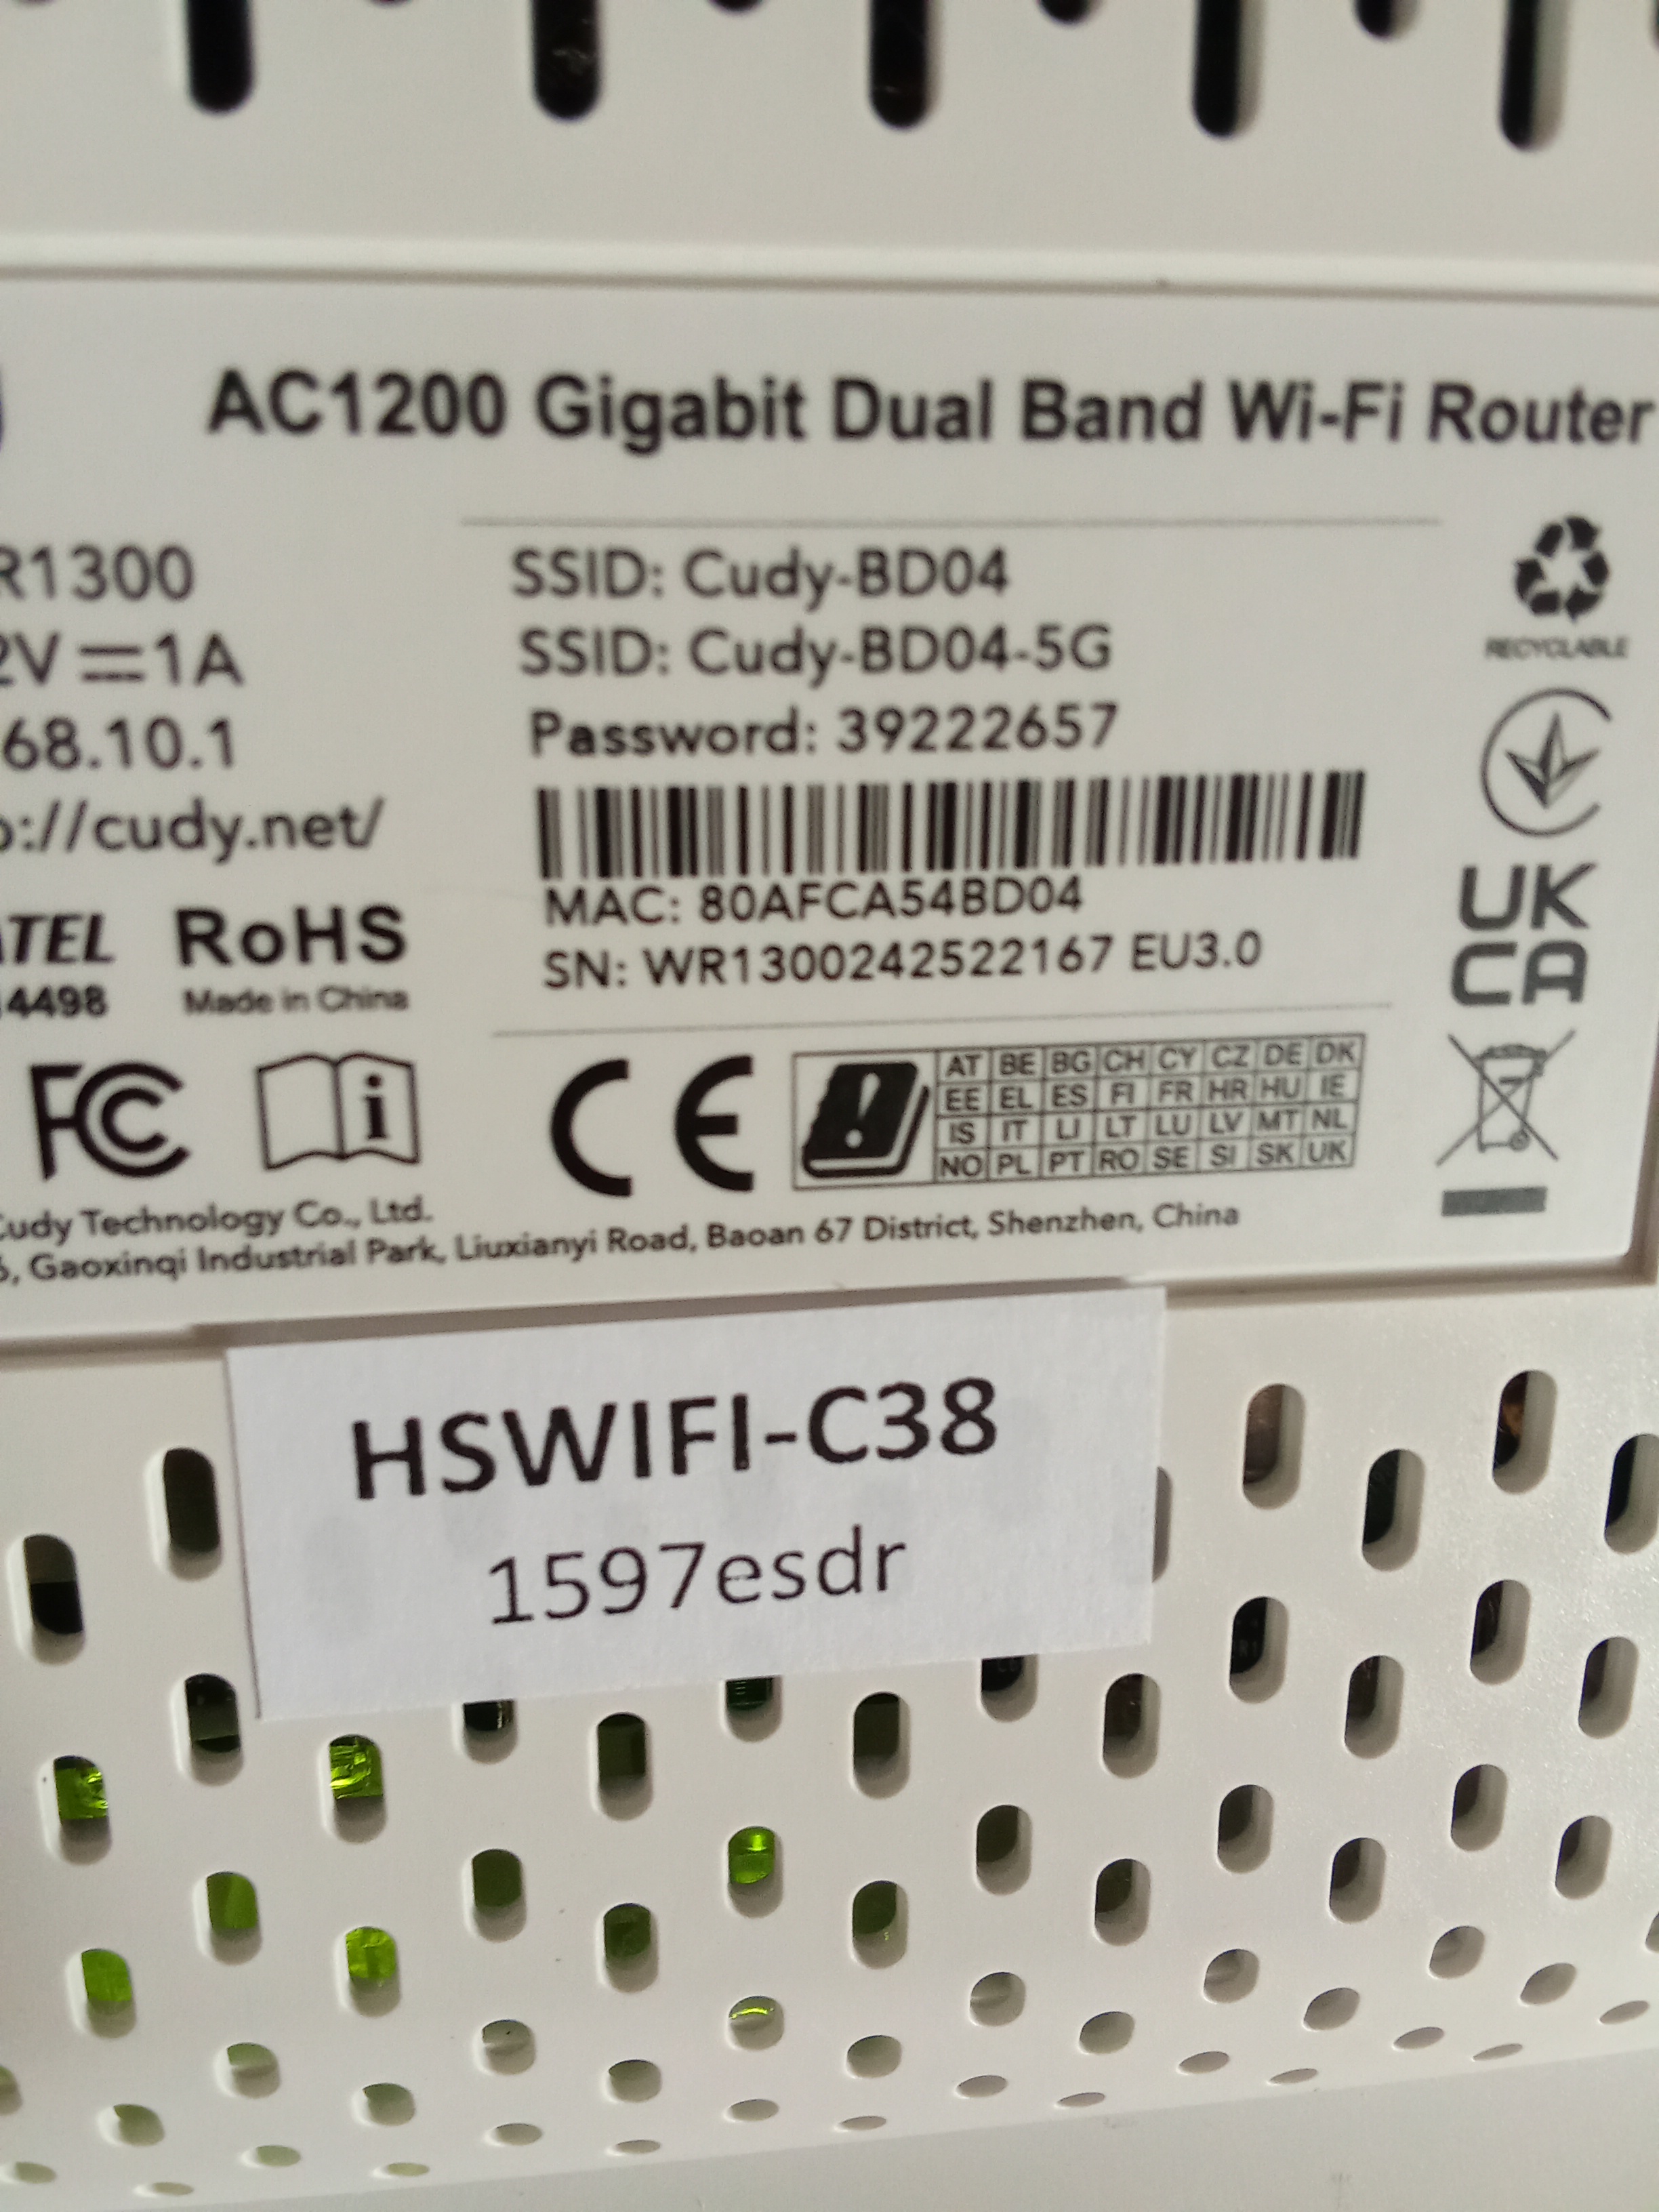 AC1200 Gigabit Dual Band Wi-Fi Router
R1300
2V 1A
68.10.1
://cudy.net/
SSID: Cudy-BD04
SSID: Cudy-BD04-5G
Password: 39222657
MAC: 80AFCA54BD04
SN: WR1300242522167 EU3.0
RECYCLABLE
TEL
4498
RoHS
Made in China
UK
CA
FC
i
CE
!
AT BE BG CH CY CZ DE DK
EE EL ES FI FR HR HU IE
IS IT LI LT LU LV MT NL
NO PL PT RO SE SI SK UK
Cudy Technology Co., Ltd.
, Gaoxinqi Industrial Park, Liuxianyi Road, Baoan 67 District, Shenzhen, China
HSWIFI-C38
1597esdr